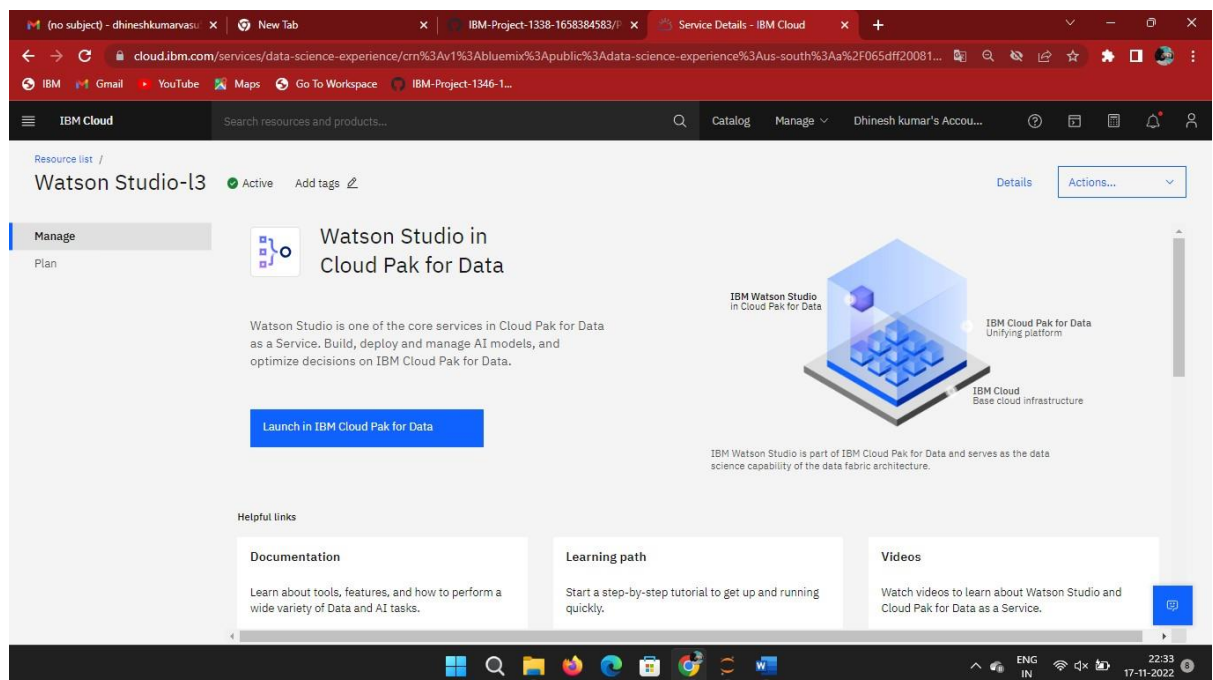 (no subject) - dhineshkumarvasu
New Tab
IBM-Project-1338-1658384583/P
Service Details - IBM Cloud
cloud.ibm.com/services/data-science-experience/crn%3Av1%3Abluemix%3Apublic%3Adata-science-experience%3Aus-south%3Aa%2F065dff20081...
IBM
Gmail
YouTube
Maps
Go To Workspace
IBM-Project-1346-1...
IBM Cloud
Search resources and products...
Catalog
Manage
Dhinesh kumar's Accou...
Resource list /
Watson Studio-l3
Active
Add tags
Details
Actions...
Manage
Plan
Watson Studio in
Cloud Pak for Data
Watson Studio is one of the core services in Cloud Pak for Data
as a Service. Build, deploy and manage AI models, and
optimize decisions on IBM Cloud Pak for Data.
Launch in IBM Cloud Pak for Data
IBM Watson Studio
in Cloud Pak for Data
IBM Cloud Pak for Data
Unifying platform
IBM Cloud
Base cloud infrastructure
IBM Watson Studio is part of IBM Cloud Pak for Data and serves as the data
science capability of the data fabric architecture.
Helpful links
Documentation
Learn about tools, features, and how to perform a
wide variety of Data and AI tasks.
Learning path
Start a step-by-step tutorial to get up and running
quickly.
Videos
Watch videos to learn about Watson Studio and
Cloud Pak for Data as a Service.
ENG
IN
22:33
17-11-2022
8